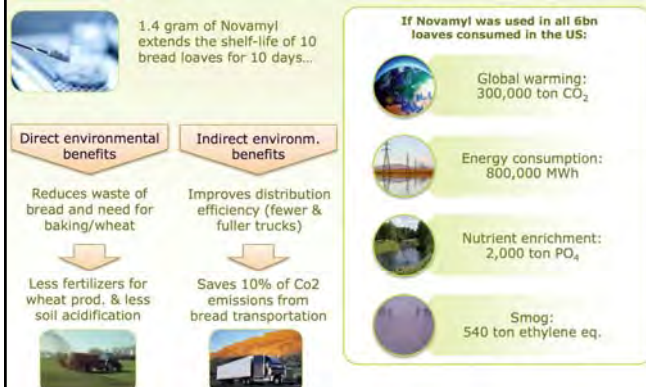 1.4 gram of Novamyl
extends the shelf-life of 10
bread loaves for 10 days...
Direct environmental
benefits
Reduces waste of
bread and need for
baking/wheat
Less fertilizers for
wheat prod. & less
soil acidification
Indirect environm.
benefits
Improves distribution
efficiency (fewer &
fuller trucks)
Saves 10% of Co2
emissions from
bread transportation
If Novamyl was used in all 6bn
loaves consumed in the US:
Global warming:
300,000 ton CO₂
Energy consumption:
800,000 MWh
Nutrient enrichment:
2,000 ton PO₄
Smog:
540 ton ethylene eq.